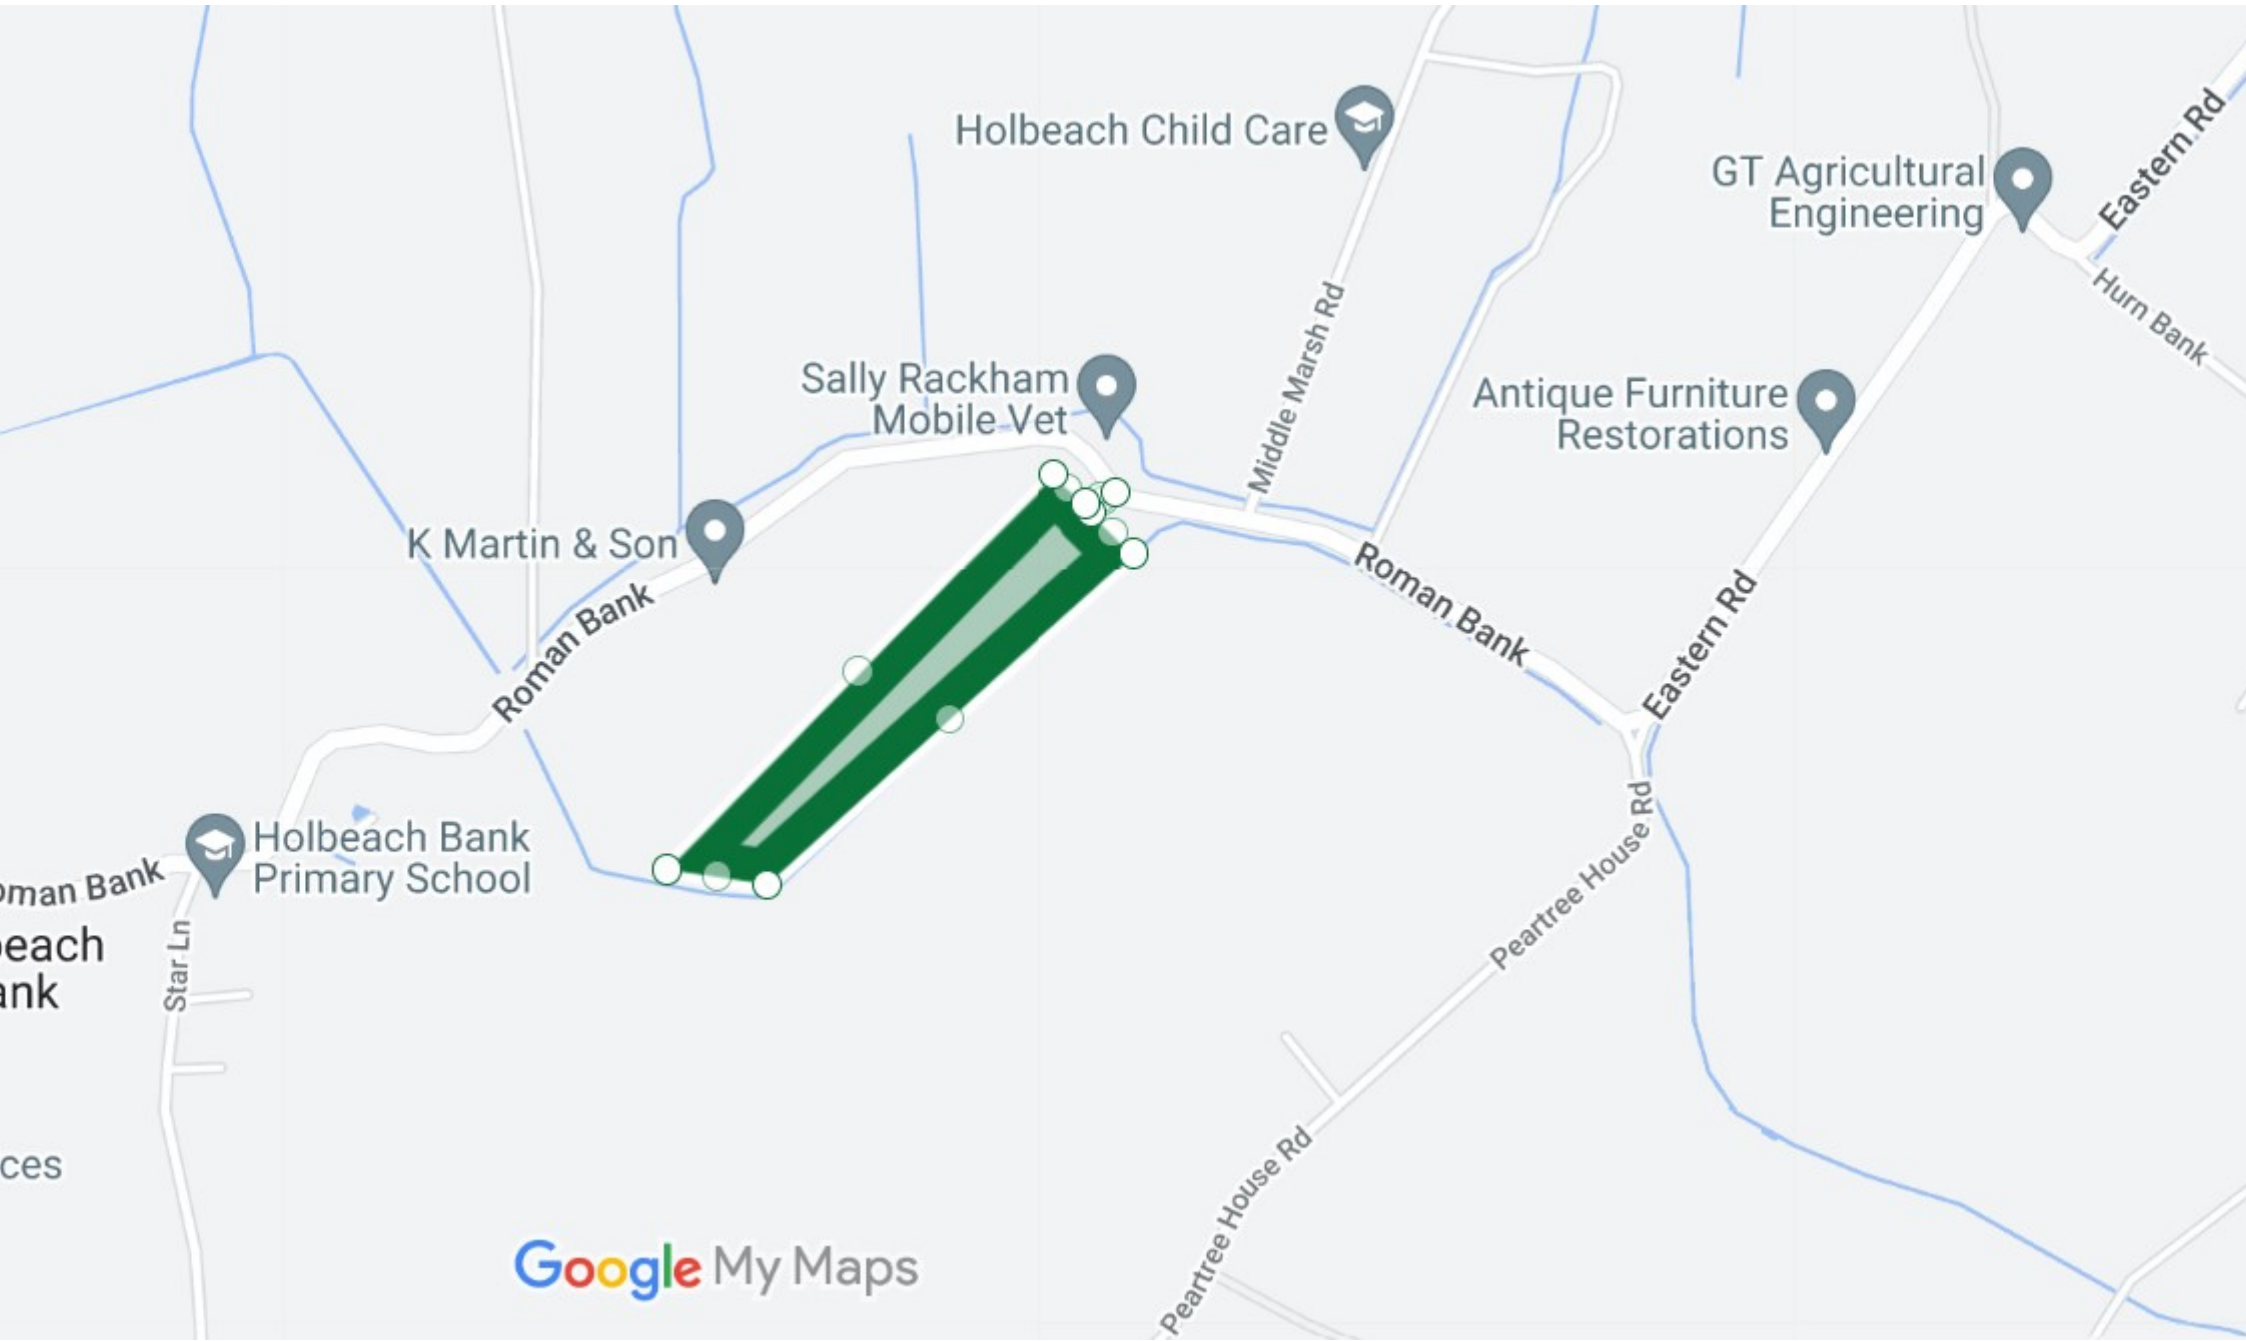 Holbeach Child Care
GT Agricultural
Engineering
Eastern Rd
Hurn Bank
Middle Marsh Rd
Sally Rackham
Mobile Vet
Antique Furniture
Restorations
K Martin & Son
Roman Bank
Roman Bank
Eastern Rd
Holbeach Bank
Primary School
oman Bank
beach
ank
Star Ln
Peartree House Rd
ces
Peartree House Rd
Google My Maps